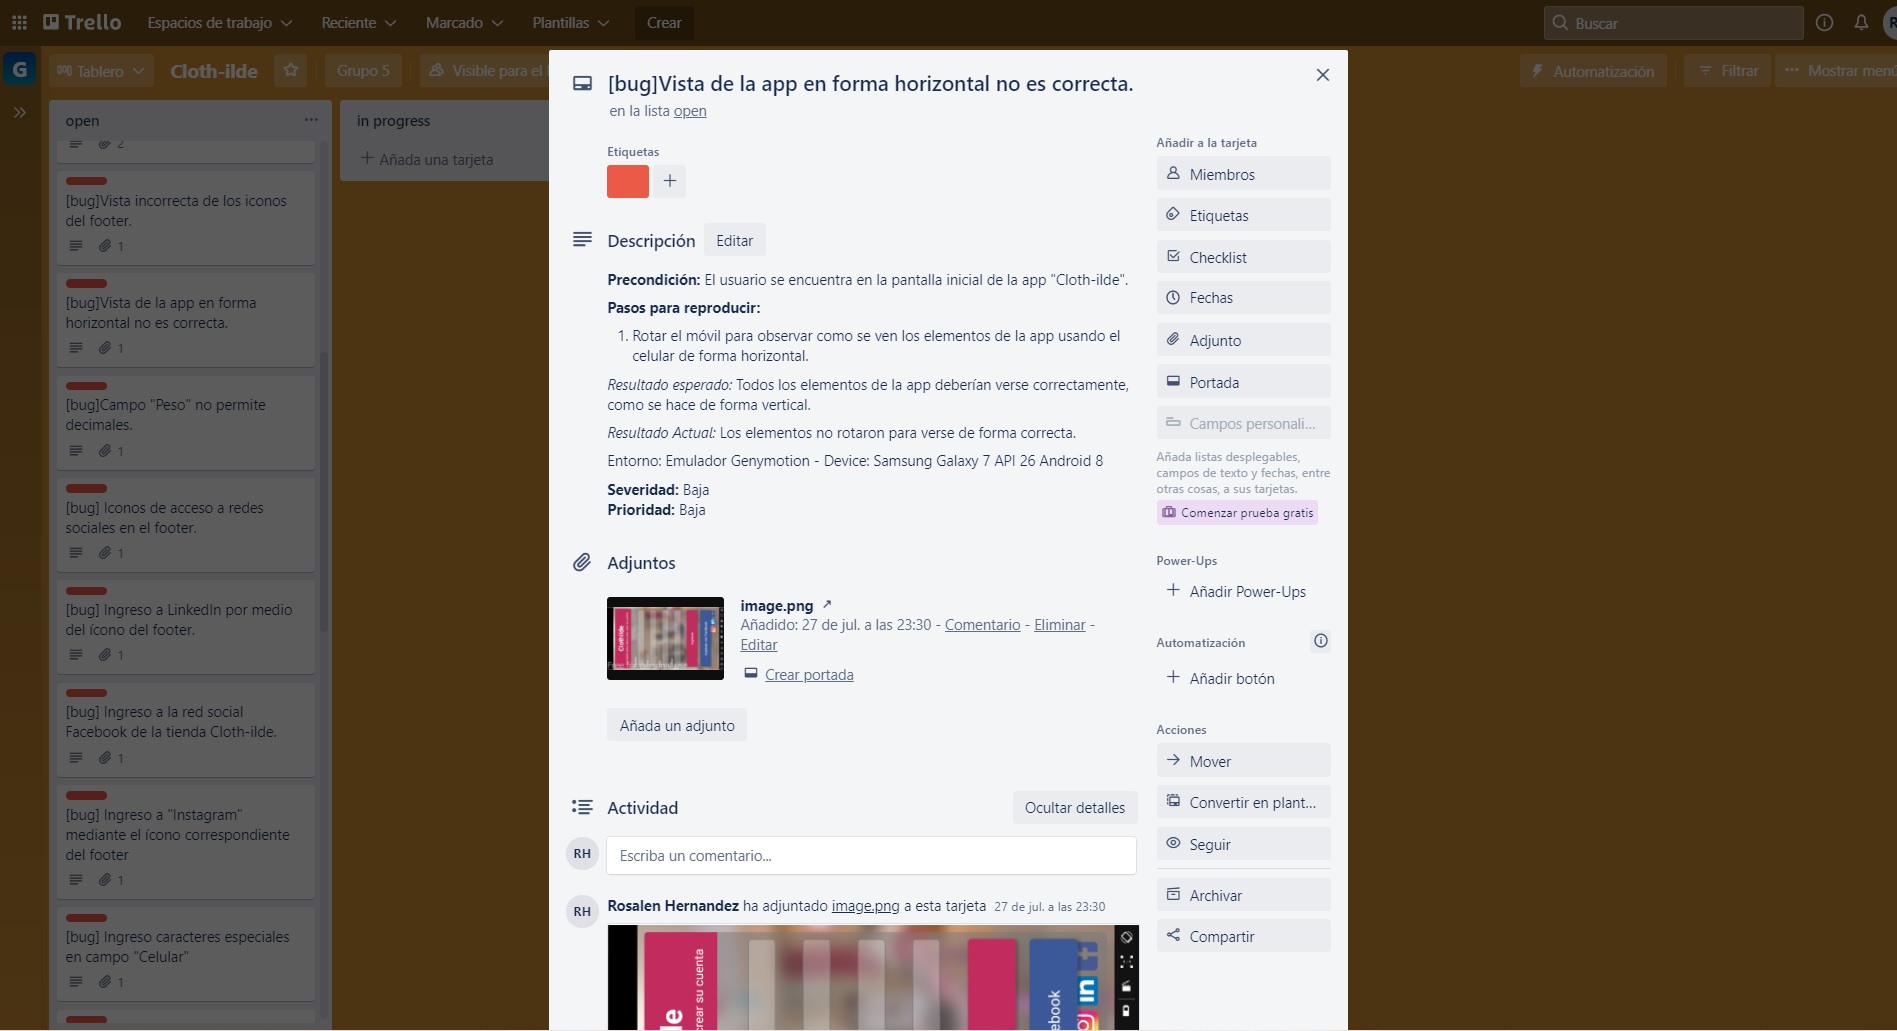 Trello
Espacios de trabajo
Reciente
Marcado
Plantillas
Crear
Buscar
R
G
Tablero
Cloth-ilde
Grupo 5
Visible para el
Automatización
Filtrar
Mostrar menú
open
2
[bug]Vista incorrecta de los iconos
del footer.
1
[bug]Vista de la app en forma
horizontal no es correcta.
1
[bug]Campo "Peso" no permite
decimales.
1
[bug] Iconos de acceso a redes
sociales en el footer.
1
[bug] Ingreso a LinkedIn por medio
del ícono del footer.
1
[bug] Ingreso a la red social
Facebook de la tienda Cloth-ilde.
1
[bug] Ingreso a "Instagram"
mediante el ícono correspondiente
del footer
1
[bug] Ingreso caracteres especiales
en campo "Celular"
1
in progress
Añada una tarjeta
[bug]Vista de la app en forma horizontal no es correcta.
en la lista open
Etiquetas
Descripción
Editar
Precondición: El usuario se encuentra en la pantalla inicial de la app "Cloth-ilde".
Pasos para reproducir:
1. Rotar el móvil para observar como se ven los elementos de la app usando el
celular de forma horizontal.
Resultado esperado: Todos los elementos de la app deberían verse correctamente,
como se hace de forma vertical.
Resultado Actual: Los elementos no rotaron para verse de forma correcta.
Entorno: Emulador Genymotion - Device: Samsung Galaxy 7 API 26 Android 8
Severidad: Baja
Prioridad: Baja
Adjuntos
Cloth-ilde
image.png
Añadido: 27 de jul. a las 23:30 - Comentario - Eliminar -
Editar
Crear portada
Añada un adjunto
Actividad
Ocultar detalles
RH
Escriba un comentario...
RH
Rosalen Hernandez ha adjuntado image.png a esta tarjeta 27 de jul. a las 23:30
ilde
crear su cuenta
ebook
in
Añadir a la tarjeta
Miembros
Etiquetas
Checklist
Fechas
Adjunto
Portada
Campos personali...
Añada listas desplegables,
campos de texto y fechas, entre
otras cosas, a sus tarjetas.
Comenzar prueba gratis
Power-Ups
Añadir Power-Ups
Automatización
Añadir botón
Acciones
Mover
Convertir en plant...
Seguir
Archivar
Compartir